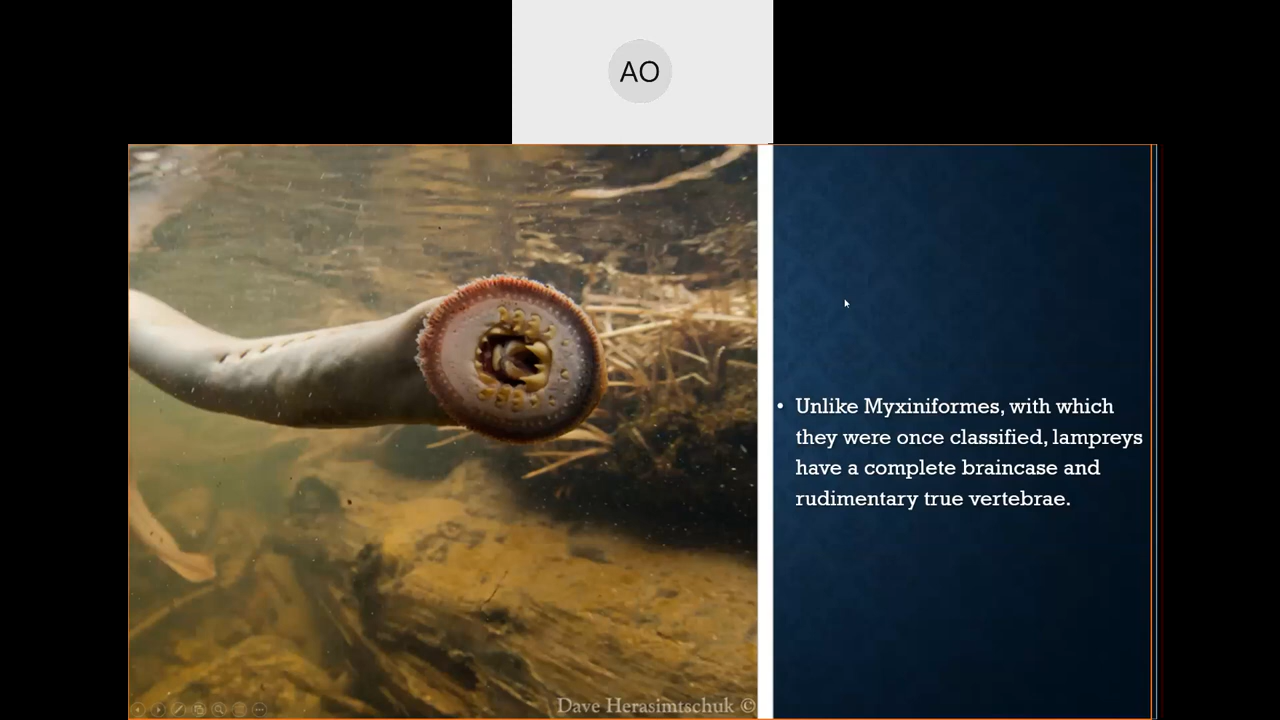 AO
• Unlike Myxiniformes, with which
they were once classified, lampreys
have a complete braincase and
rudimentary true vertebrae.
Dave Herasimtschuk ©